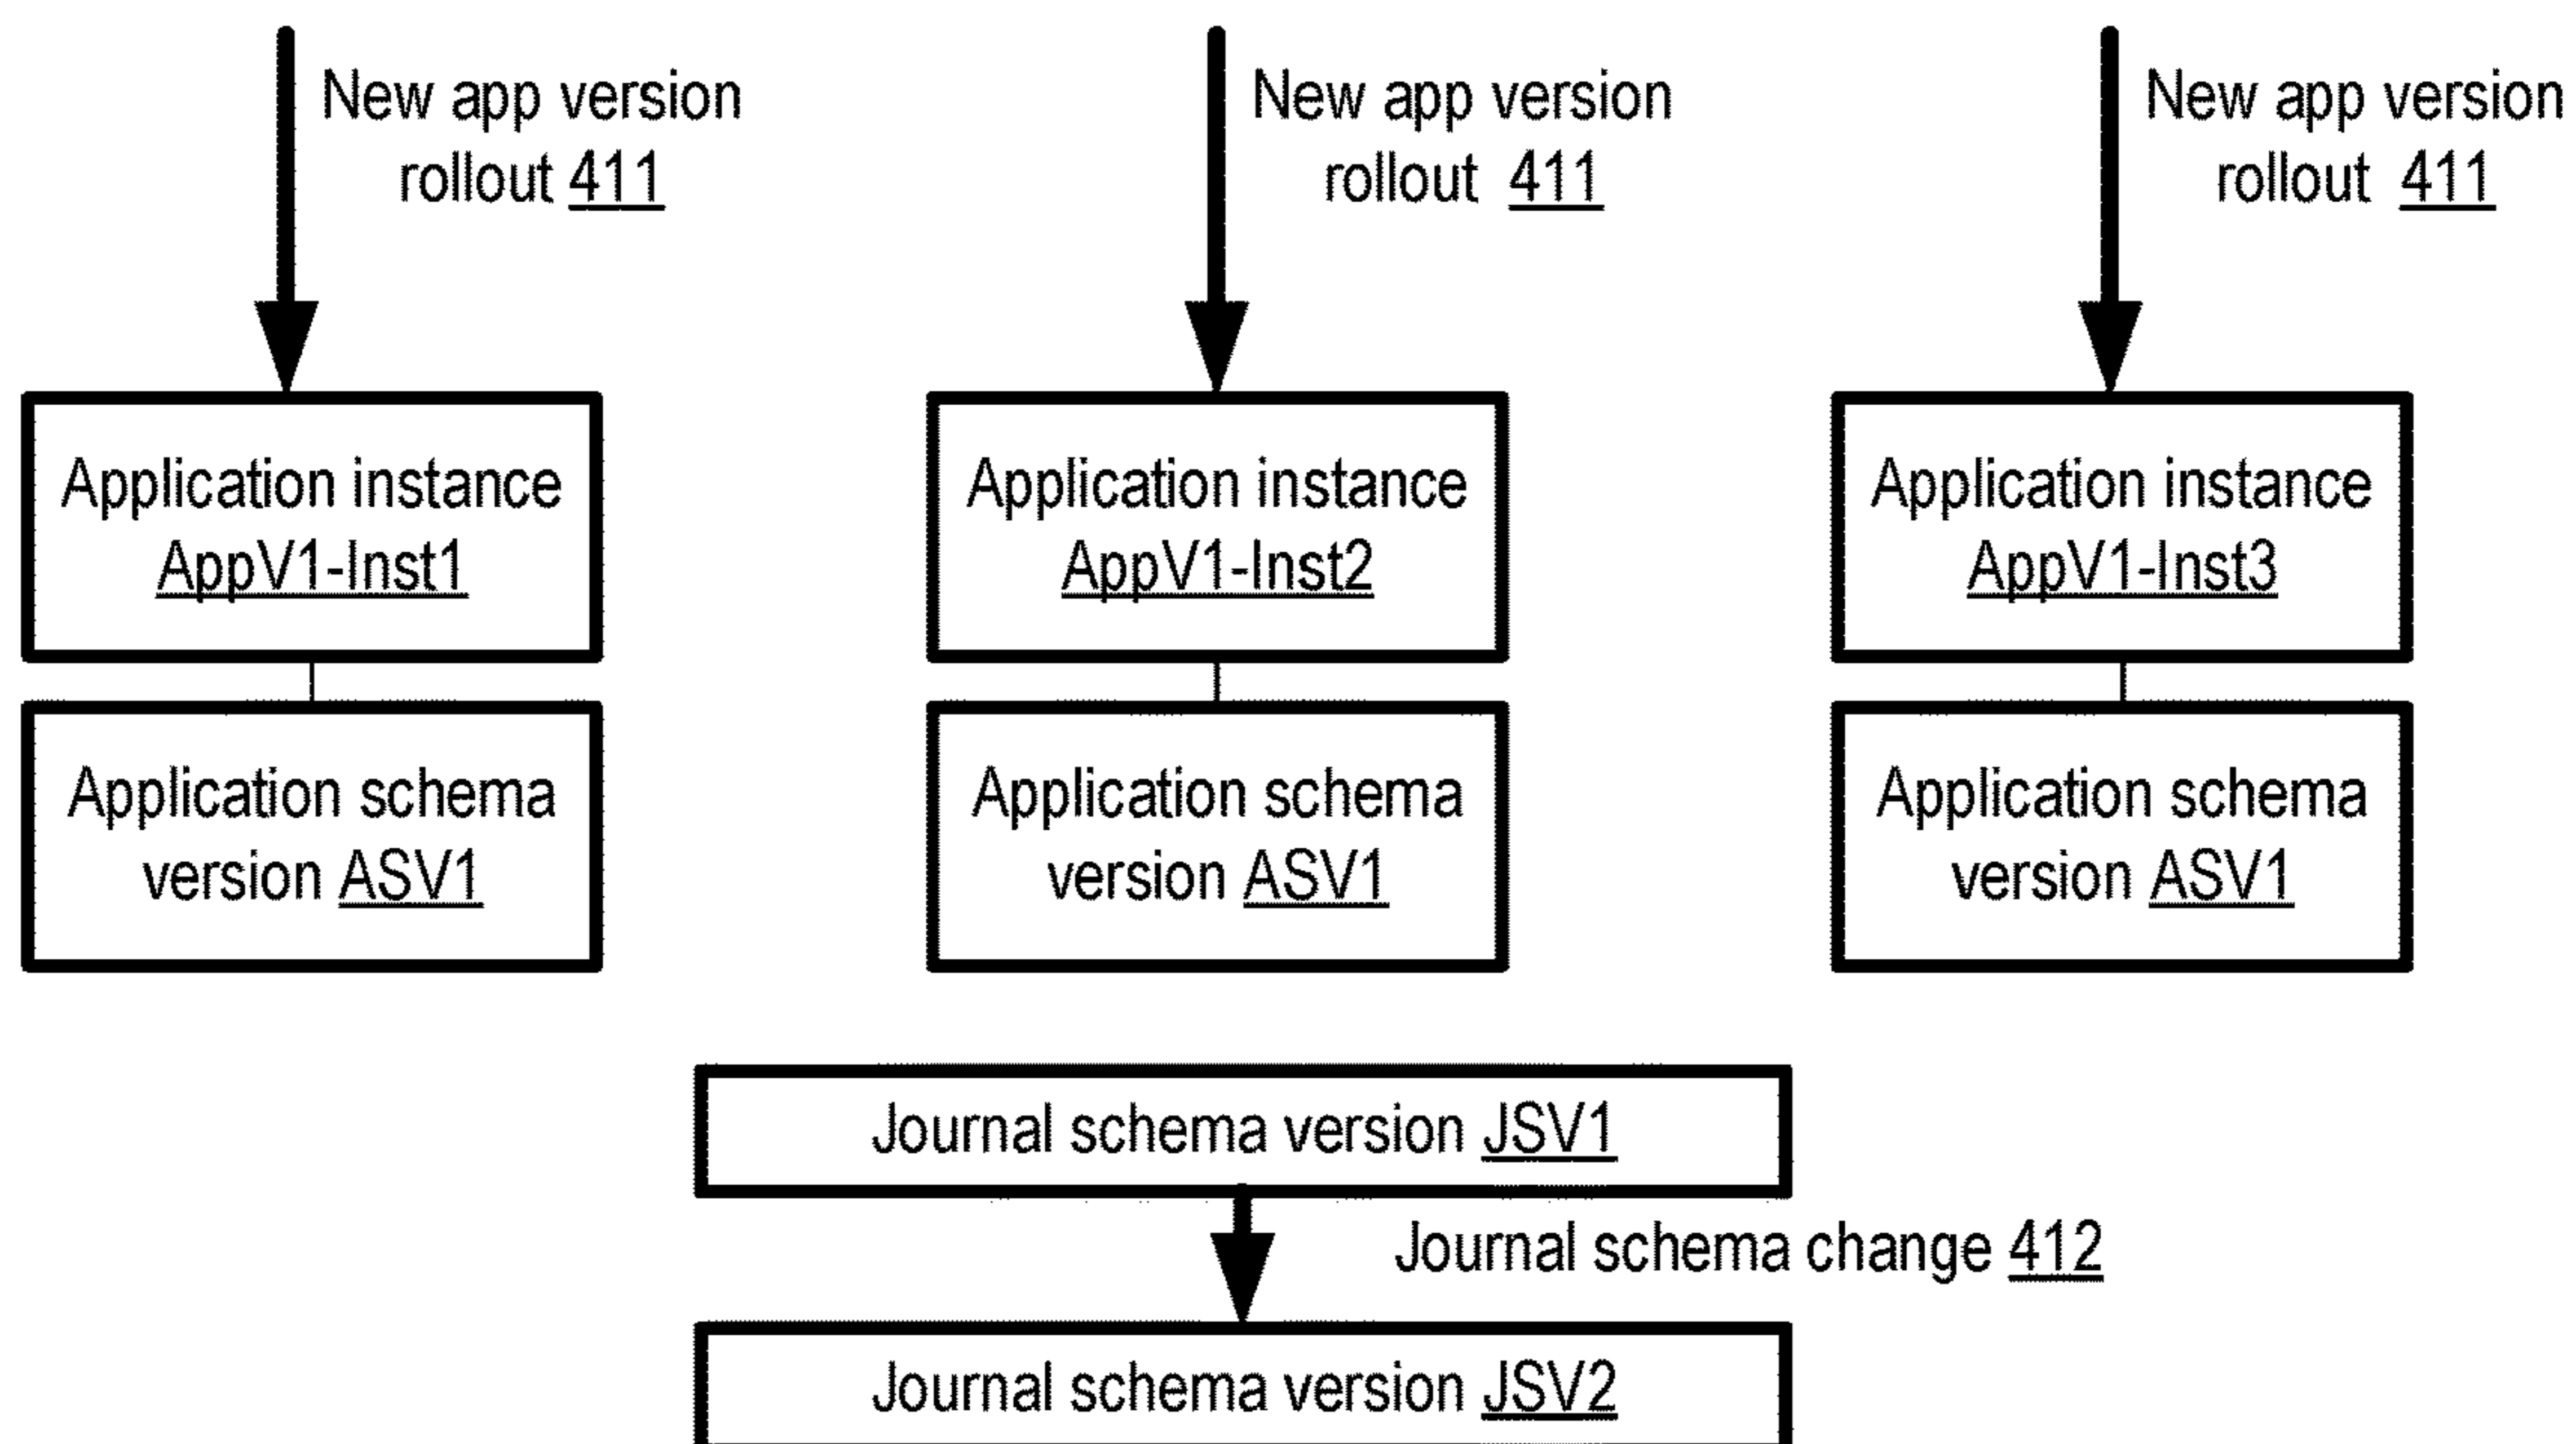 New app version
rollout 411
New app version
rollout 411
New app version
rollout 411
Application instance
AppV1-Inst1
Application instance
AppV1-Inst2
Application instance
AppV1-Inst3
Application schema
version ASV1
Application schema
version ASV1
Application schema
version ASV1
Journal schema version JSV1
Journal schema change 412
Journal schema version JSV2